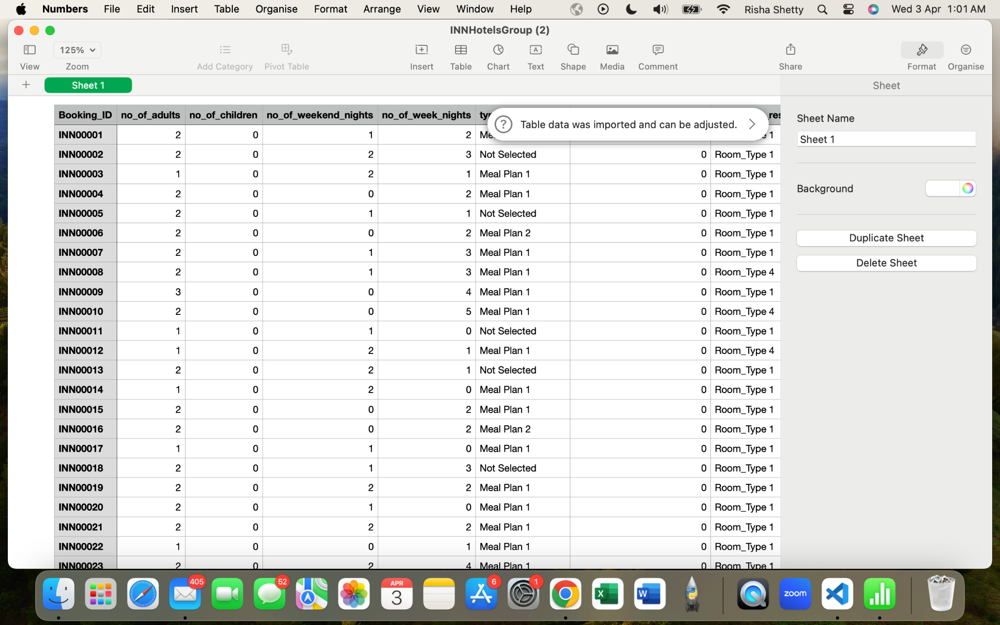 Numbers File Edit Insert Table Organise Format Arrange View Window Help Risha Shetty Wed 3 Apr 1:01 AM
INNHotelsGroup (2)
125%
View Zoom Add Category Pivot Table Insert Table Chart Text Shape Media Comment Share Format Organise
Sheet 1 Sheet
Booking_ID no_of_adults no_of_children no_of_weekend_nights no_of_week_nights
Table data was imported and can be adjusted.
INN00001 2 0 1 2 1
INN00002 2 0 2 3 Not Selected 0 Room_Type 1
INN00003 1 0 2 1 Meal Plan 1 0 Room_Type 1
INN00004 2 0 0 2 Meal Plan 1 0 Room_Type 1
INN00005 2 0 1 1 Not Selected 0 Room_Type 1
INN00006 2 0 0 2 Meal Plan 2 0 Room_Type 1
INN00007 2 0 1 3 Meal Plan 1 0 Room_Type 1
INN00008 2 0 1 3 Meal Plan 1 0 Room_Type 4
INN00009 3 0 0 4 Meal Plan 1 0 Room_Type 1
INN00010 2 0 0 5 Meal Plan 1 0 Room_Type 4
INN00011 1 0 1 0 Not Selected 0 Room_Type 1
INN00012 1 0 2 1 Meal Plan 1 0 Room_Type 4
INN00013 2 0 2 1 Not Selected 0 Room_Type 1
INN00014 1 0 2 0 Meal Plan 1 0 Room_Type 1
INN00015 2 0 0 2 Meal Plan 1 0 Room_Type 1
INN00016 2 0 0 2 Meal Plan 2 0 Room_Type 1
INN00017 1 0 1 0 Meal Plan 1 0 Room_Type 1
INN00018 2 0 1 3 Not Selected 0 Room_Type 1
INN00019 2 0 2 2 Meal Plan 1 0 Room_Type 1
INN00020 2 0 1 0 Meal Plan 1 0 Room_Type 1
INN00021 2 0 2 2 Meal Plan 1 0 Room_Type 1
INN00022 1 0 0 1 Meal Plan 1 0 Room_Type 1
INN00023 2 0 2 4 Meal Plan 1 0 Room_Type 1
Sheet Name
Sheet 1
Background
Duplicate Sheet
Delete Sheet
405 52 APR 3 6 1 X W zoom